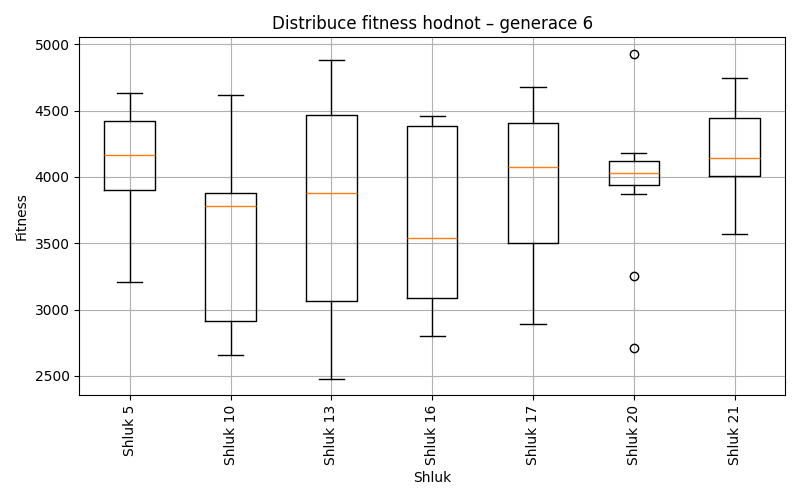 Distribuce fitness hodnot – generace 6
Fitness
5000
4500
4000
3500
3000
2500
Shluk 5
Shluk 10
Shluk 13
Shluk 16
Shluk 17
Shluk 20
Shluk 21
Shluk